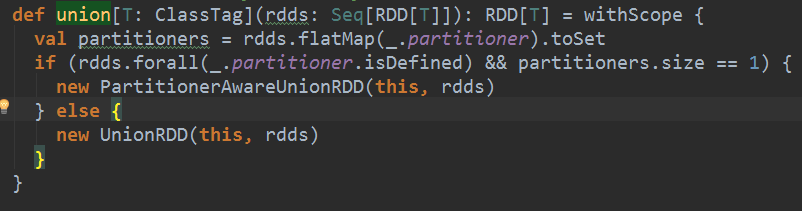 def union[T: ClassTag](rdds: Seq[RDD[T]]): RDD[T] = withScope {
  val partitioners = rdds.flatMap(_.partitioner).toSet
  if (rdds.forall(_.partitioner.isDefined) && partitioners.size == 1) {
    new PartitionerAwareUnionRDD(this, rdds)
  } else {
    new UnionRDD(this, rdds)
  }
}